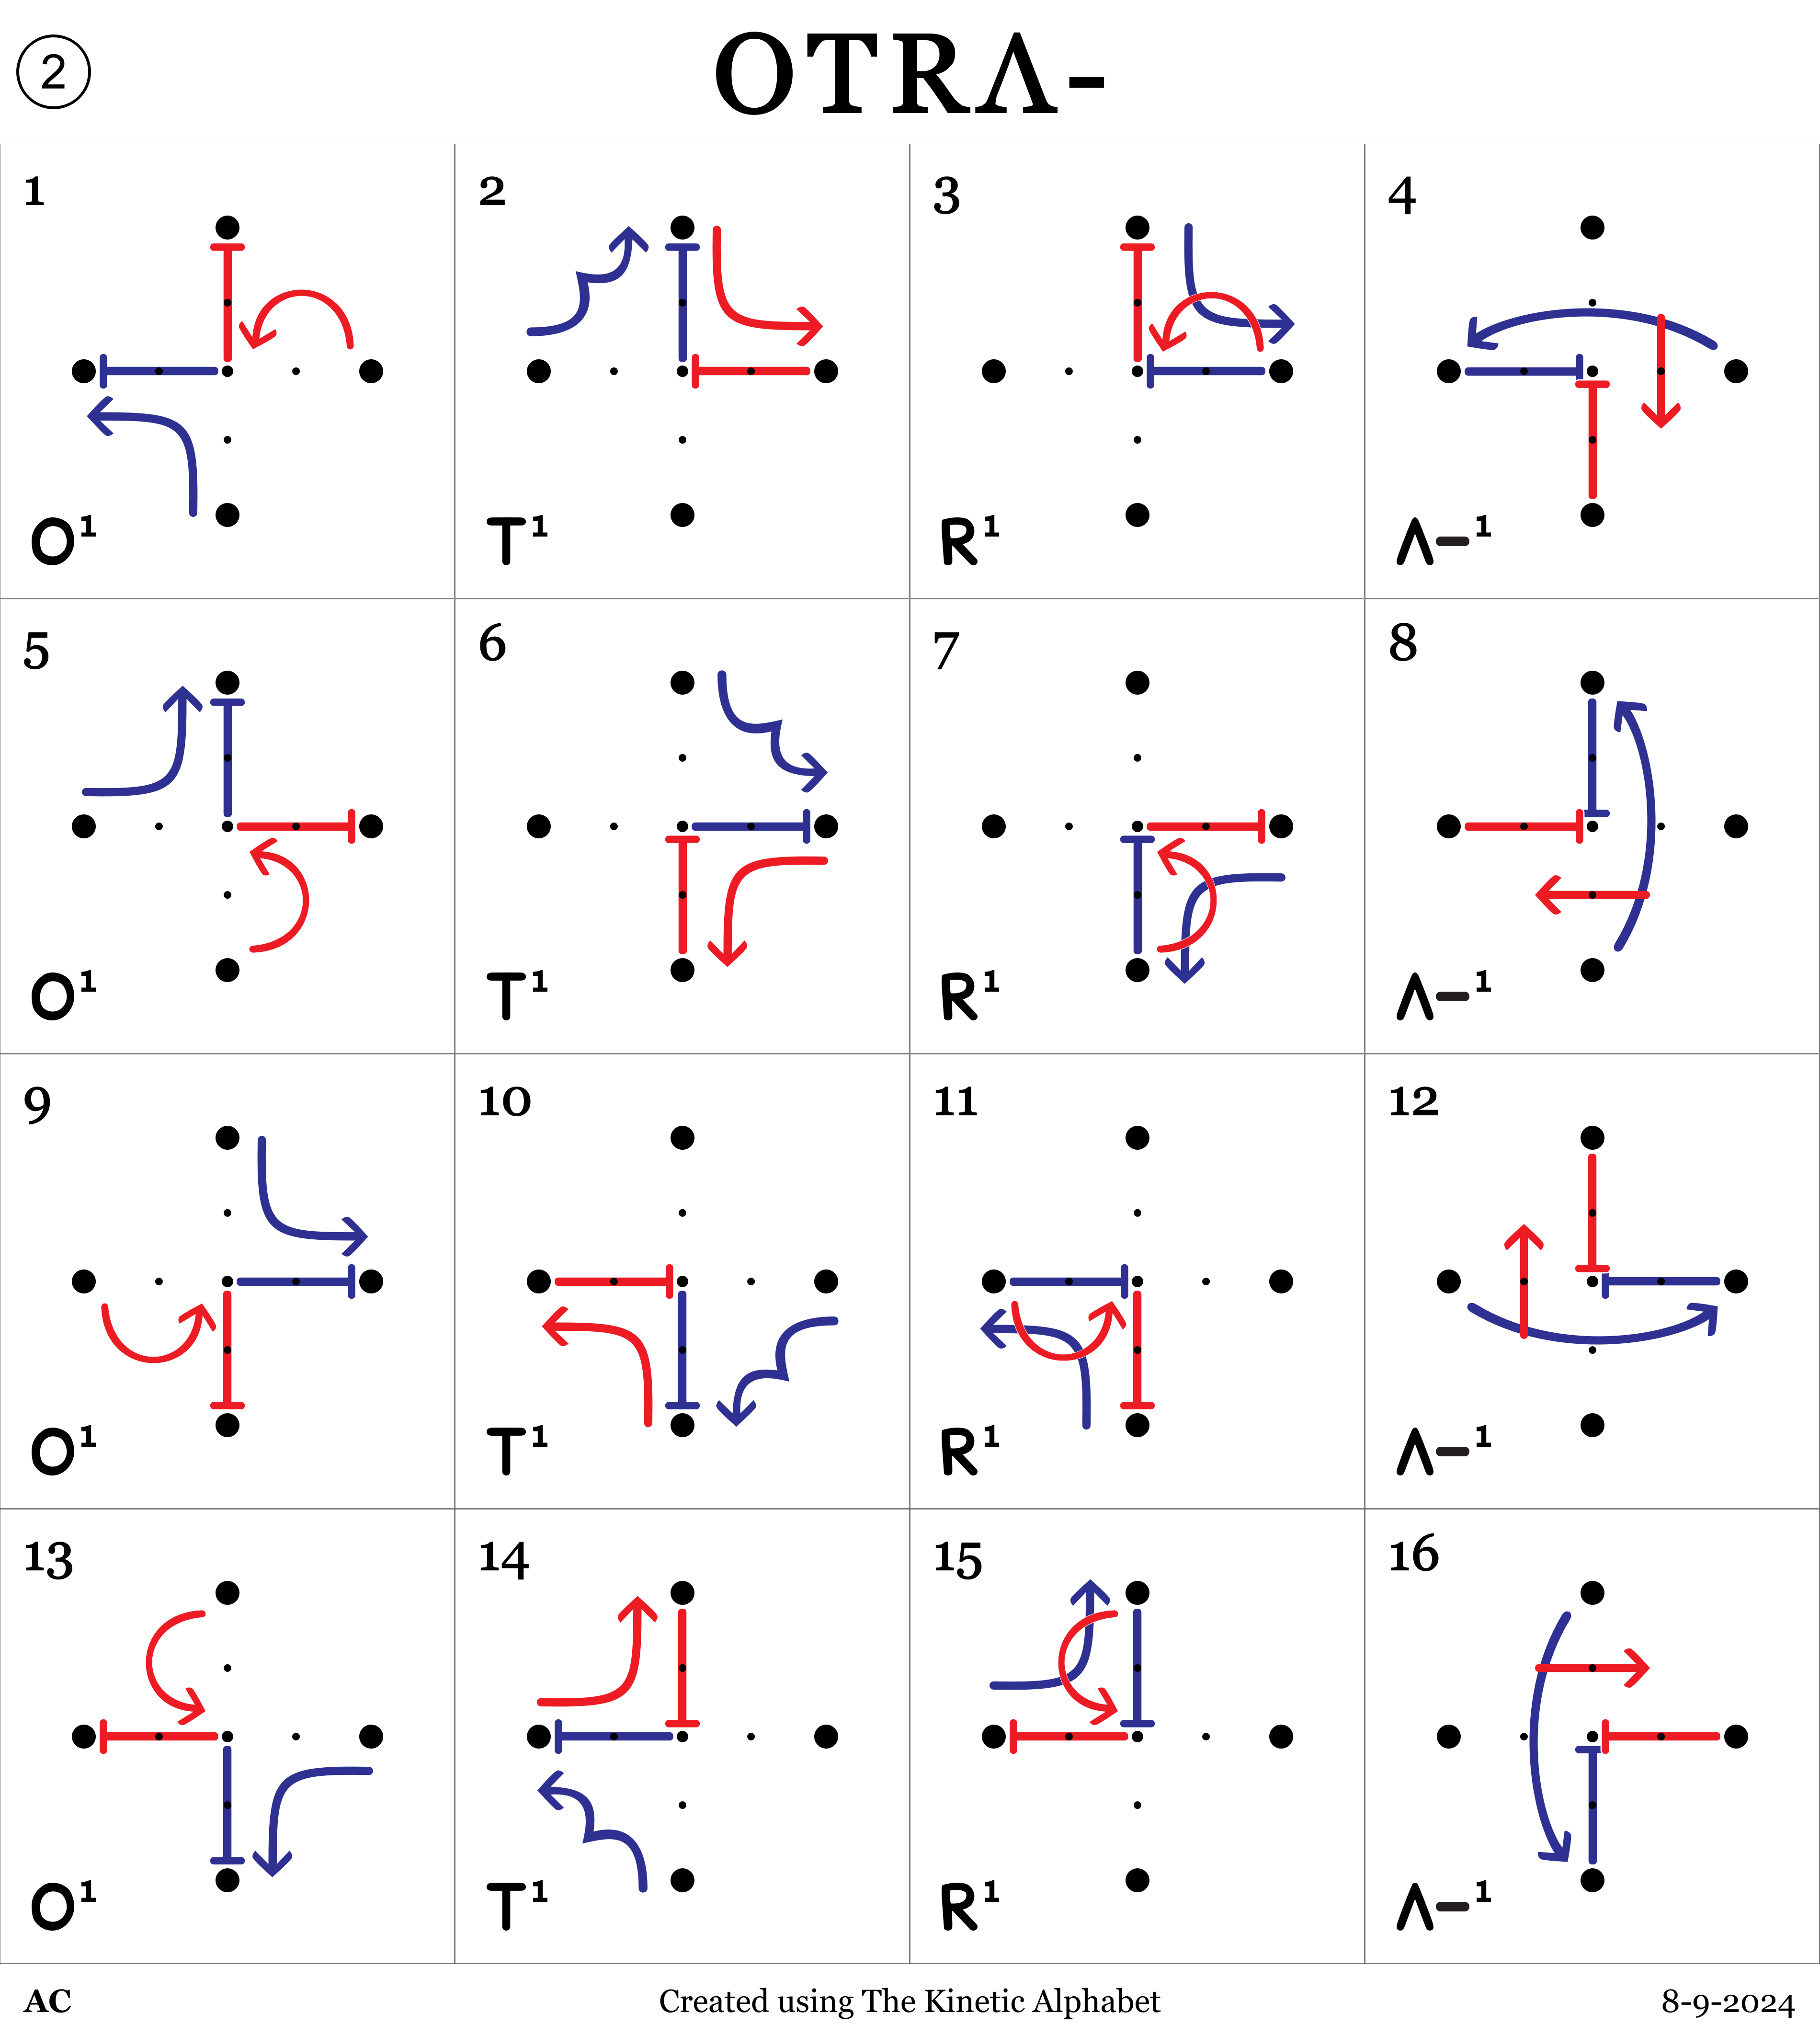 ② OTRΛ-
1 2 3 4
O¹ T¹ R¹ Λ-¹
5 6 7 8
O¹ T¹ R¹ Λ-¹
9 10 11 12
O¹ T¹ R¹ Λ-¹
13 14 15 16
O¹ T¹ R¹ Λ-¹
AC Created using The Kinetic Alphabet 8-9-2024